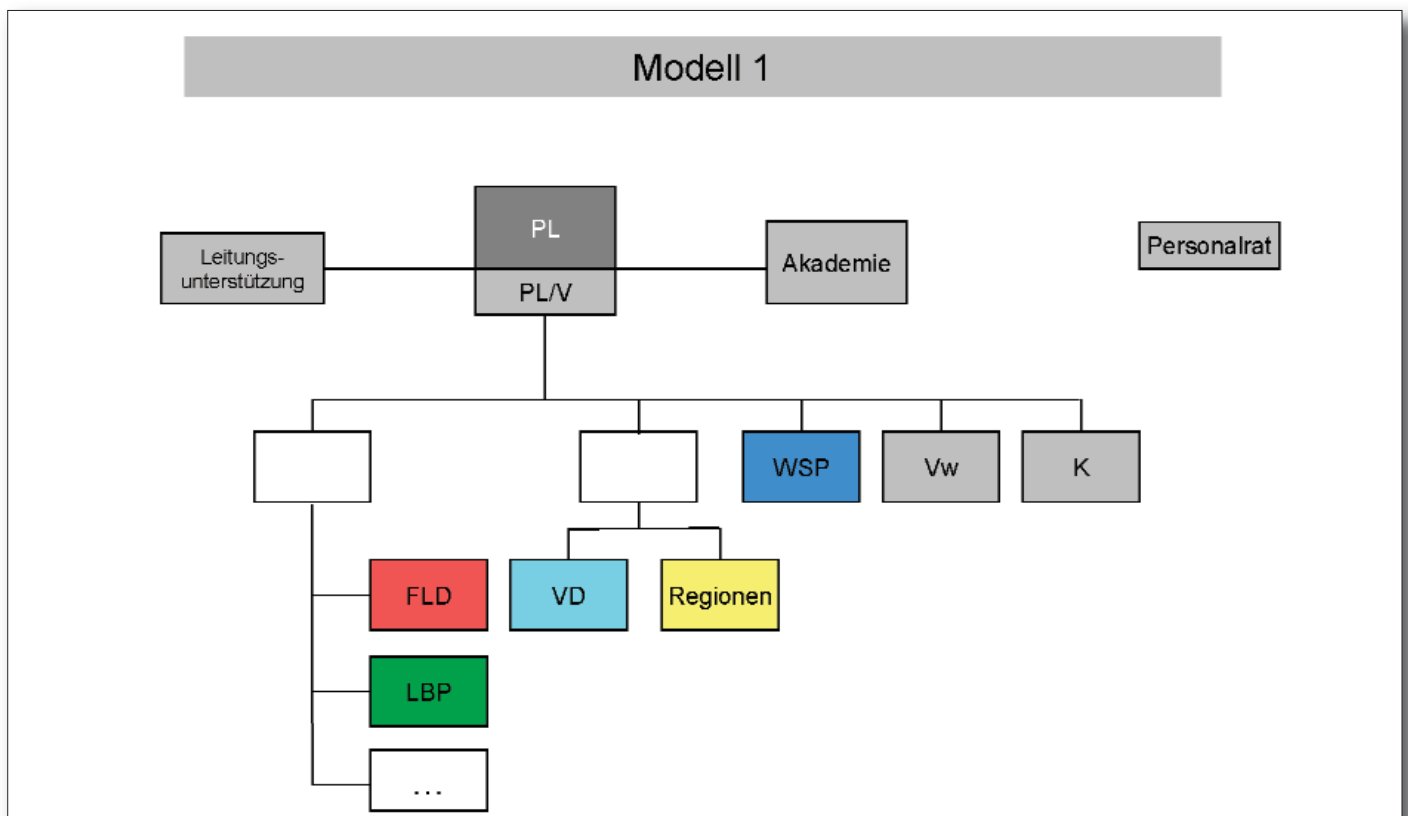 Modell 1
PL
Leitungs-
unterstützung
Akademie
Personalrat
PL/V
WSP
Vw
K
FLD
VD
Regionen
LBP
...